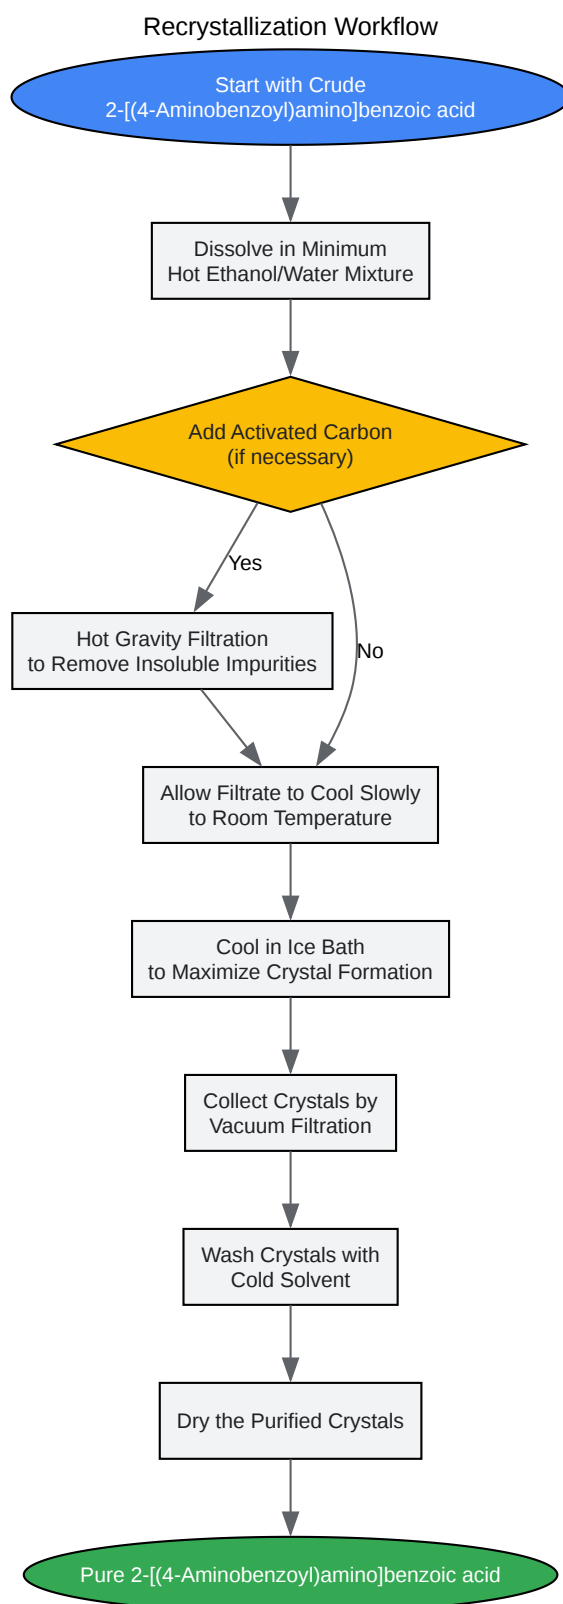 Recrystallization Workflow
Start with Crude
2-[(4-Aminobenzoyl)amino]benzoic acid
Dissolve in Minimum
Hot Ethanol/Water Mixture
Add Activated Carbon
(if necessary)
Yes
Hot Gravity Filtration
to Remove Insoluble Impurities
No
Allow Filtrate to Cool Slowly
to Room Temperature
Cool in Ice Bath
to Maximize Crystal Formation
Collect Crystals by
Vacuum Filtration
Wash Crystals with
Cold Solvent
Dry the Purified Crystals
Pure 2-[(4-Aminobenzoyl)amino]benzoic acid